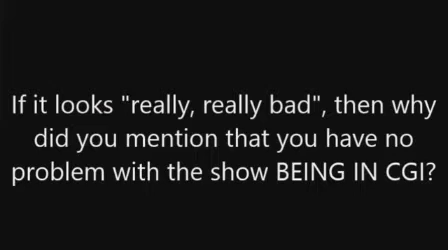 If it looks "really, really bad", then why
did you mention that you have no
problem with the show BEING IN CGI?